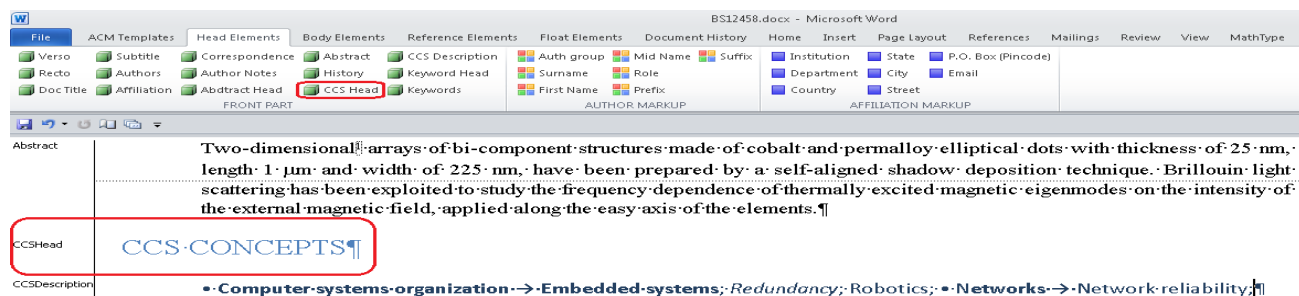 BS12458.docx - Microsoft Word
File ACM Templates Head Elements Body Elements Reference Elements Float Elements Document History Home Insert Page Layout References Mailings Review View MathType
Verso Subtitle Correspondence Abstract CCS Description Auth group Mid Name Suffix Institution State P.O. Box (Pincode)
Recto Authors Author Notes History Keyword Head Surname Role Department City Email
Doc Title Affiliation Abdtract Head CCS Head Keywords First Name Prefix Country Street
FRONT PART AUTHOR MARKUP AFFILIATION MARKUP
Abstract Two-dimensional¶·arrays·of·bi-component·structures·made·of·cobalt·and·permalloy·elliptical·dots·with·thickness·of·25·nm,·
length·1·µm·and·width·of·225·nm,·have·been·prepared·by·a·self-aligned·shadow·deposition·technique.·Brillouin·light·
scattering·has·been·exploited·to·study·the·frequency·dependence·of·thermally·excited·magnetic·eigenmodes·on·the·intensity·of·
the·external·magnetic·field,·applied·along·the·easy·axis·of·the·elements.¶
CCSHead CCS·CONCEPTS¶
CCSDescription •·Computer·systems·organization·→·Embedded·systems;·Redundancy;·Robotics;·•·Networks·→·Network·reliability;¶